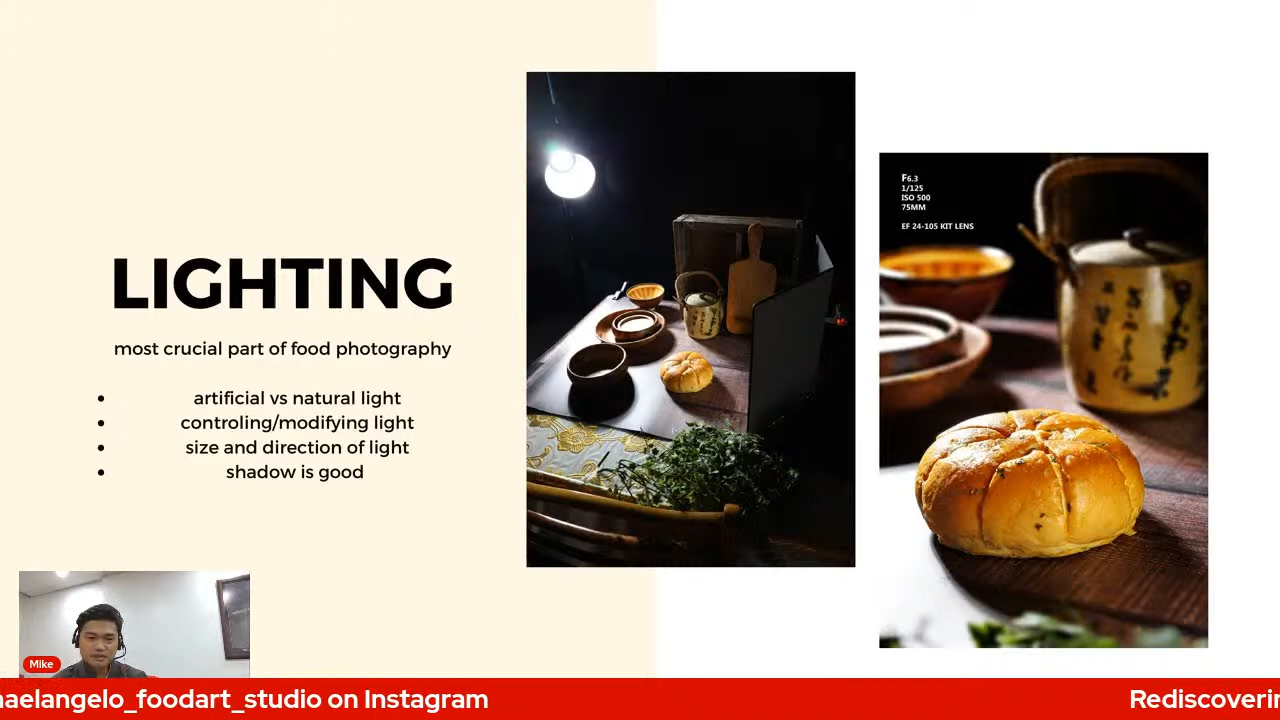 LIGHTING
most crucial part of food photography
artificial vs natural light
controling/modifying light
size and direction of light
shadow is good
F6.3
1/125
ISO 500
75MM
EF 24-105 KIT LENS
Mike
aelangelo_foodart_studio on Instagram
Rediscoverin